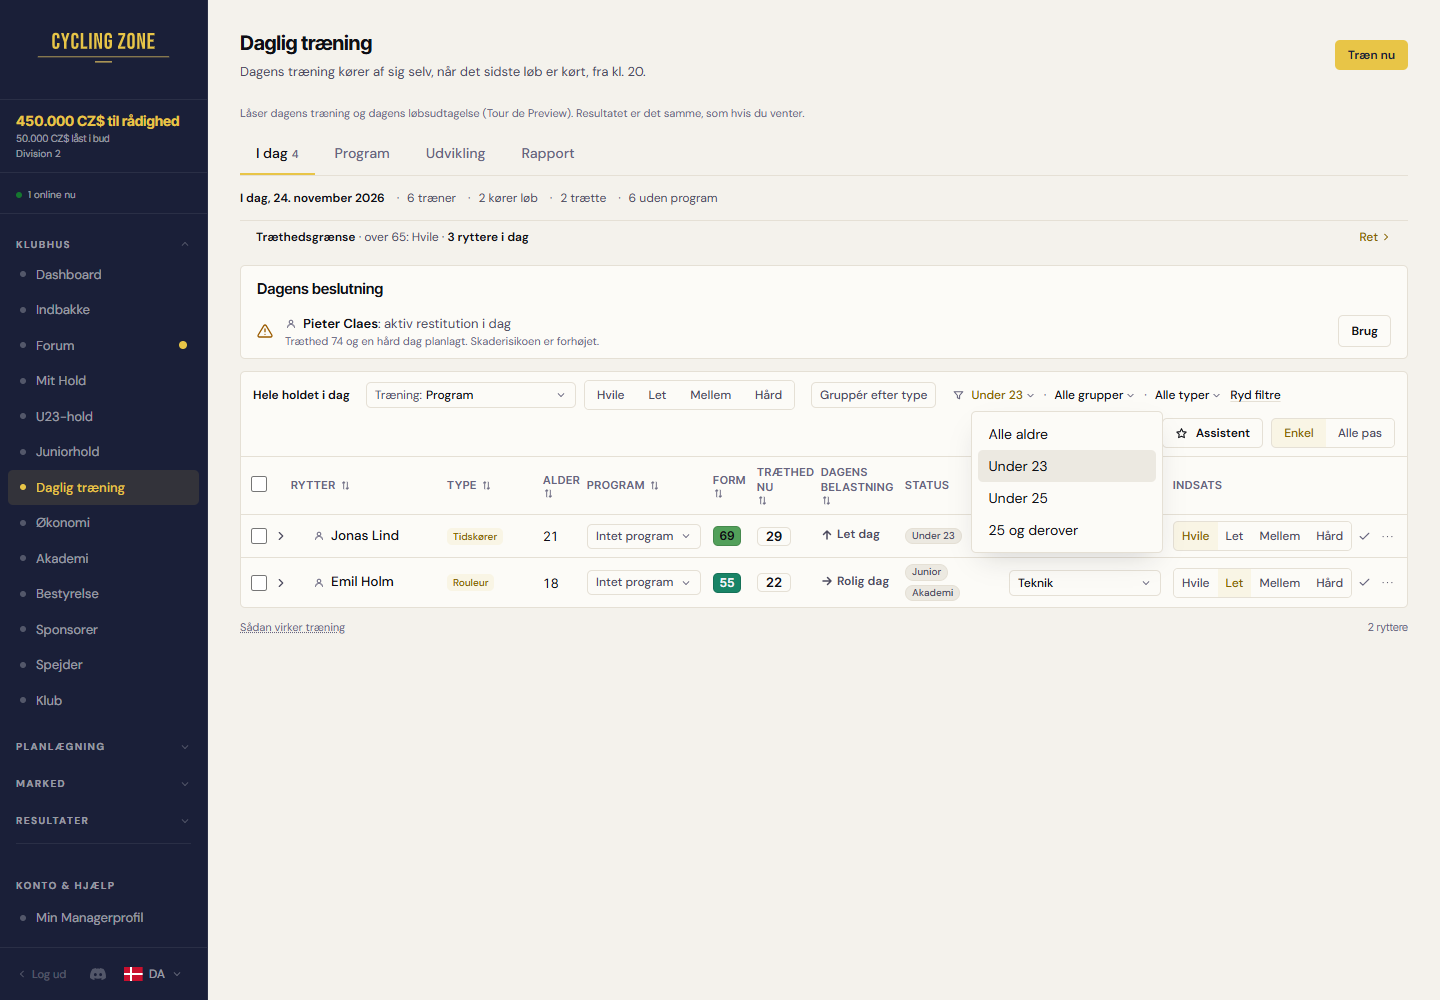 CYCLING ZONE
450.000 CZ$ til rådighed
50.000 CZ$ låst i bud
Division 2
1 online nu
KLUBHUS
Dashboard
Indbakke
Forum
Mit Hold
U23-hold
Juniorhold
Daglig træning
Økonomi
Akademi
Bestyrelse
Sponsorer
Spejder
Klub
PLANLÆGNING
MARKED
RESULTATER
KONTO & HJÆLP
Min Managerprofil
Log ud DA
Daglig træning
Dagens træning kører af sig selv, når det sidste løb er kørt, fra kl. 20.
Træn nu
Låser dagens træning og dagens løbsudtagelse (Tour de Preview). Resultatet er det samme, som hvis du venter.
I dag 4 Program Udvikling Rapport
I dag, 24. november 2026 · 6 træner · 2 kører løb · 2 trætte · 6 uden program
Træthedsgrænse · over 65: Hvile · 3 ryttere i dag Ret
Dagens beslutning
Pieter Claes: aktiv restitution i dag
Træthed 74 og en hård dag planlagt. Skaderisikoen er forhøjet.
Brug
Hele holdet i dag Træning: Program Hvile Let Mellem Hård Gruppér efter type Under 23 · Alle grupper · Alle typer Ryd filtre
Assistent Enkel Alle pas
Alle aldre
Under 23
Under 25
25 og derover
RYTTER TYPE ALDER PROGRAM FORM TRÆTHED NU DAGENS BELASTNING STATUS INDSATS
Jonas Lind Tidskører 21 Intet program 69 29 Let dag Under 23 Hvile Let Mellem Hård
Emil Holm Rouleur 18 Intet program 55 22 Rolig dag Junior Akademi Teknik Hvile Let Mellem Hård
Sådan virker træning 2 ryttere